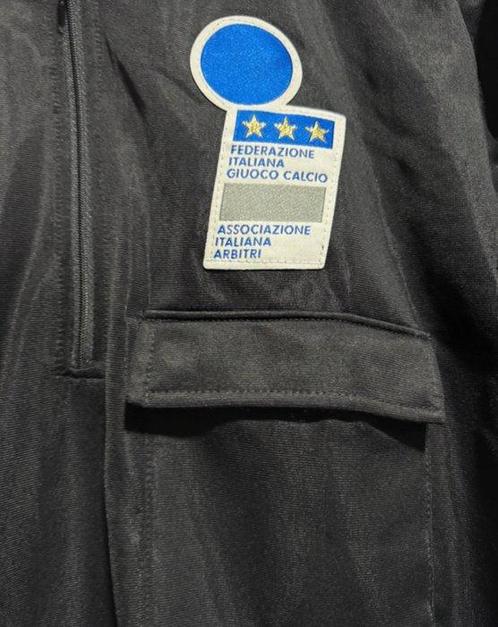 FEDERAZIONE
ITALIANA
GIUOCO CALCIO
ASSOCIAZIONE
ITALIANA
ARBITRI